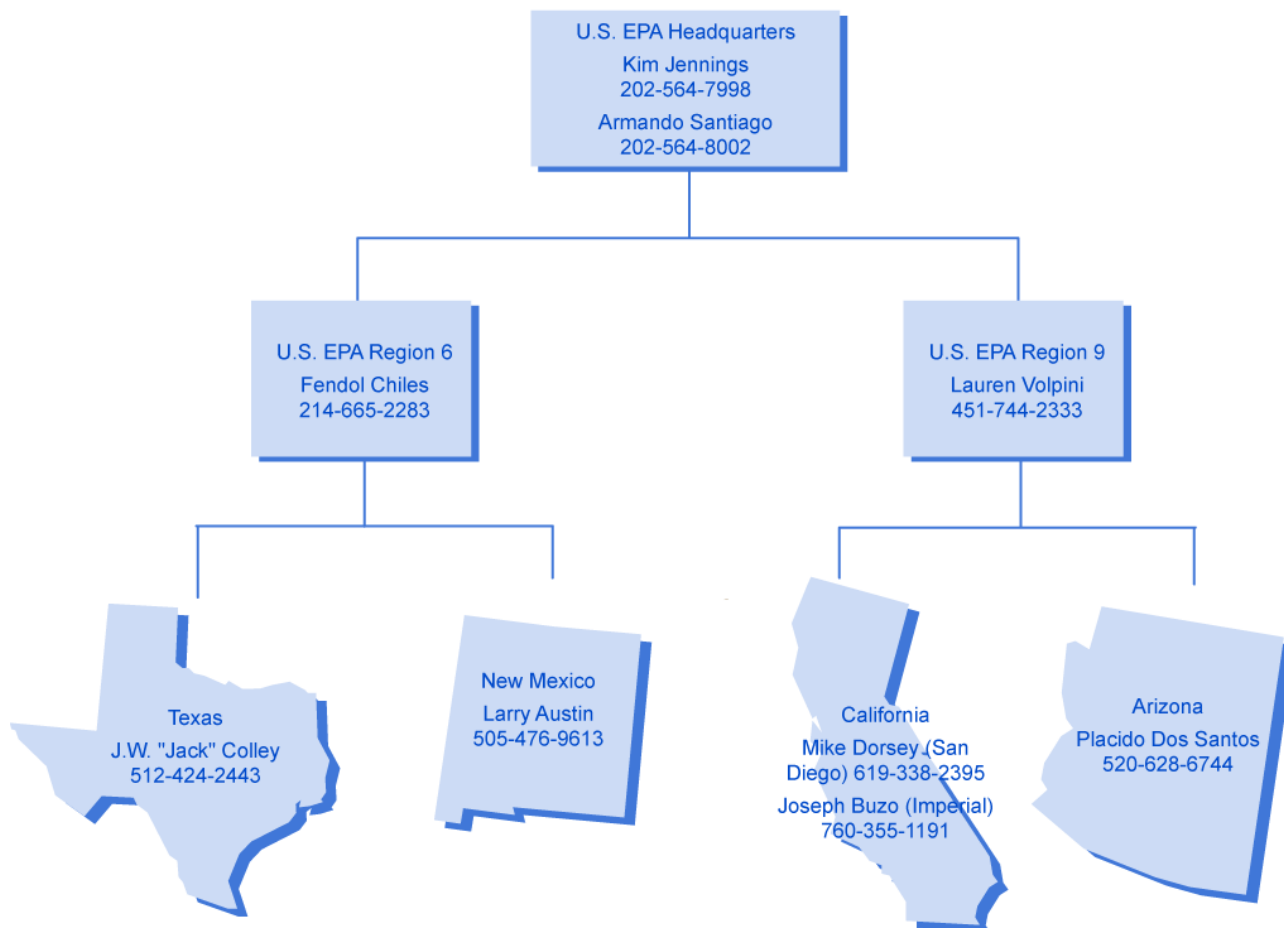 U.S. EPA Headquarters
Kim Jennings
202-564-7998
Armando Santiago
202-564-8002
U.S. EPA Region 6
Fendol Chiles
214-665-2283
U.S. EPA Region 9
Lauren Volpini
451-744-2333
Texas
J.W. "Jack" Colley
512-424-2443
New Mexico
Larry Austin
505-476-9613
California
Mike Dorsey (San
Diego) 619-338-2395
Joseph Buzo (Imperial)
760-355-1191
Arizona
Placido Dos Santos
520-628-6744